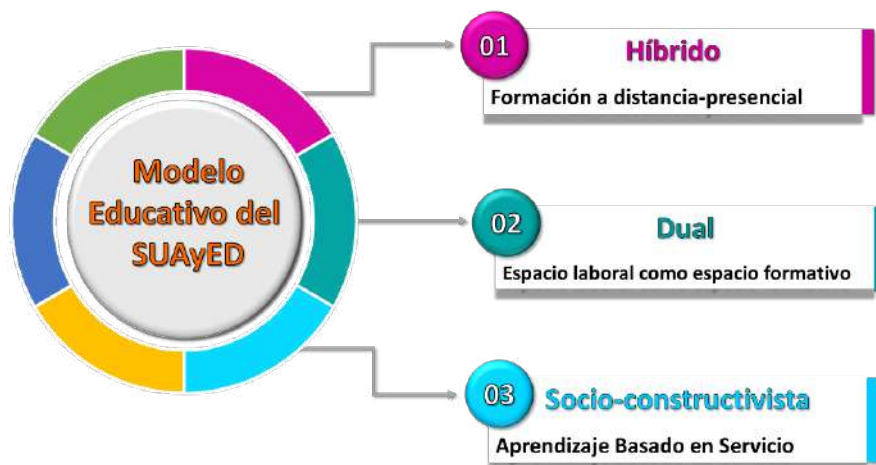 Modelo
Educativo del
SUAyED
01
Híbrido
Formación a distancia-presencial
02
Dual
Espacio laboral como espacio formativo
03
Socio-constructivista
Aprendizaje Basado en Servicio